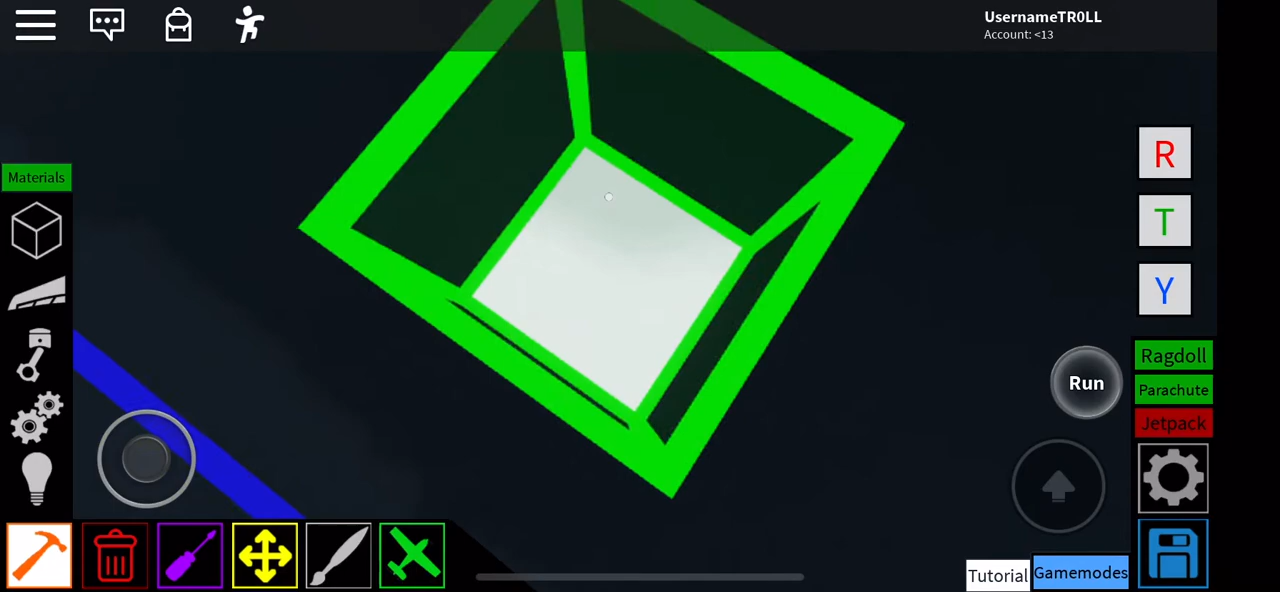 UsernameTR0LL
Account: <13
Materials
R
T
Y
Run
Ragdoll
Parachute
Jetpack
Tutorial
Gamemodes